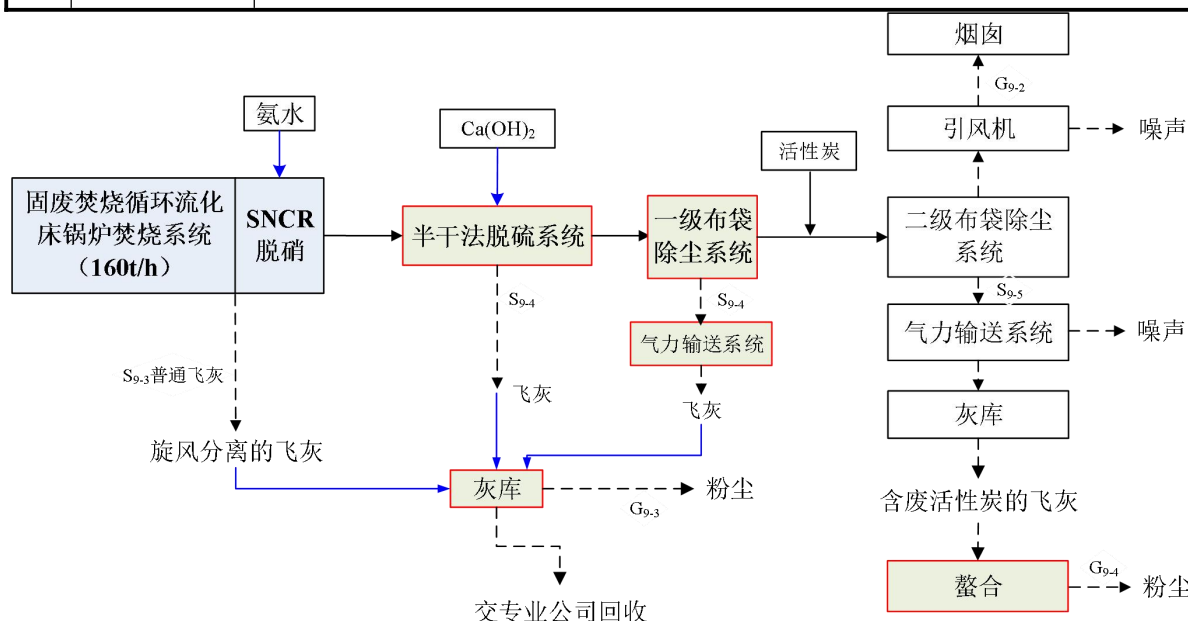 烟囱
G9-2
氨水
Ca(OH)2
引风机
噪声
活性炭
固废焚烧循环流化
床锅炉焚烧系统
（160t/h）
SNCR
脱硝
半干法脱硫系统
一级布袋
除尘系统
二级布袋除尘
系统
S9-4
S9-4
S9-5
气力输送系统
气力输送系统
噪声
S9-3普通飞灰
飞灰
飞灰
灰库
旋风分离的飞灰
灰库
粉尘
G9-3
含废活性炭的飞灰
螯合
G9-4
粉尘
交专业公司回收